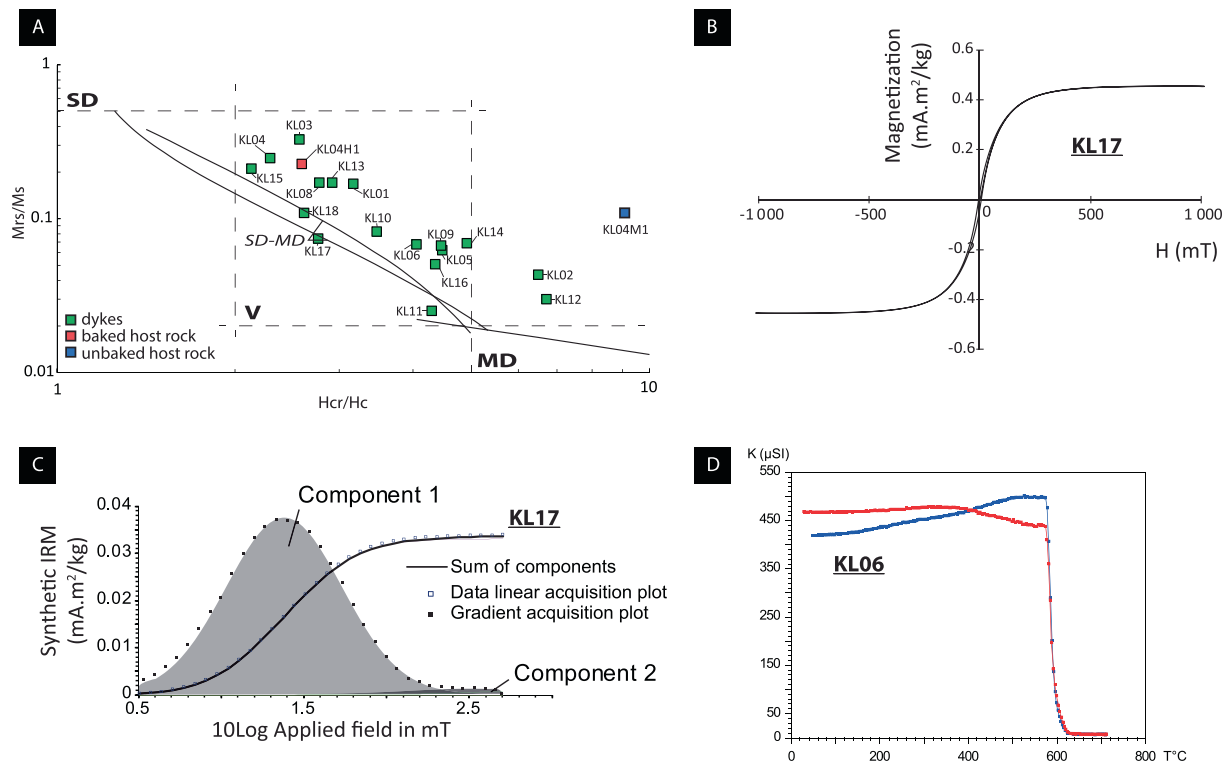 A
1
SD
KL03
KL04
KL04H1
KL13
KL15
KL08
KL01
Mrs/Ms
0.1
KL18
KL10
SD-MD
KL17
KL09
KL14
KL06
KL05
KL16
KL04M1
KL02
KL12
KL11
V
dykes
baked host rock
unbaked host rock
MD
0.01
1
10
Hcr/Hc
B
Magnetization
(mA.m²/kg)
0.6
0.4
0.2
KL17
-1 000
-500
0
500
1 000
H (mT)
-0.2
-0.4
-0.6
C
Synthetic IRM
(mA.m²/kg)
0.04
0.03
0.02
0.01
0
Component 1
KL17
Sum of components
Data linear acquisition plot
Gradient acquisition plot
Component 2
0.5
1.5
2.5
10Log Applied field in mT
D
K (µSI)
550
450
350
250
150
50
0
KL06
0
200
400
600
800
T°C